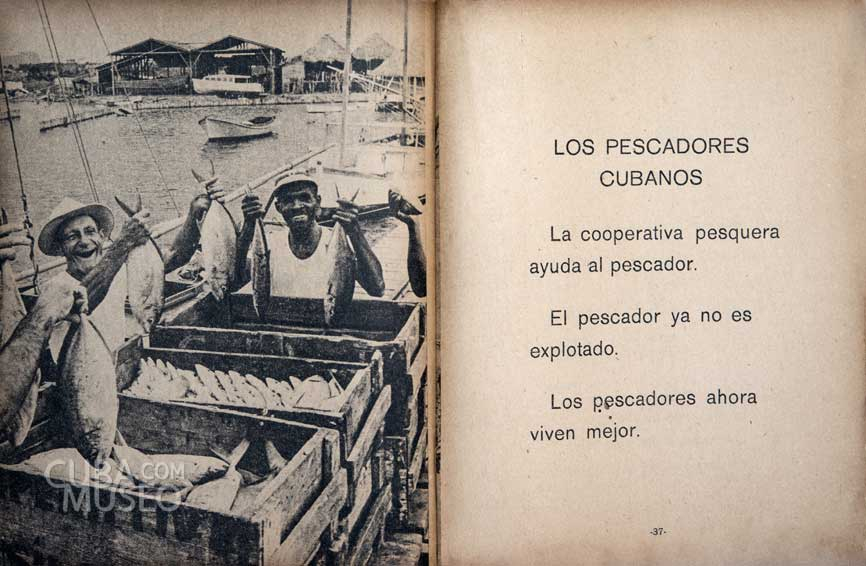 LOS PESCADORES
CUBANOS
La cooperativa pesquera
ayuda al pescador.
El pescador ya no es
explotado.
Los pescadores ahora
viven mejor.
-37-
CUBA.COM
MUSEO